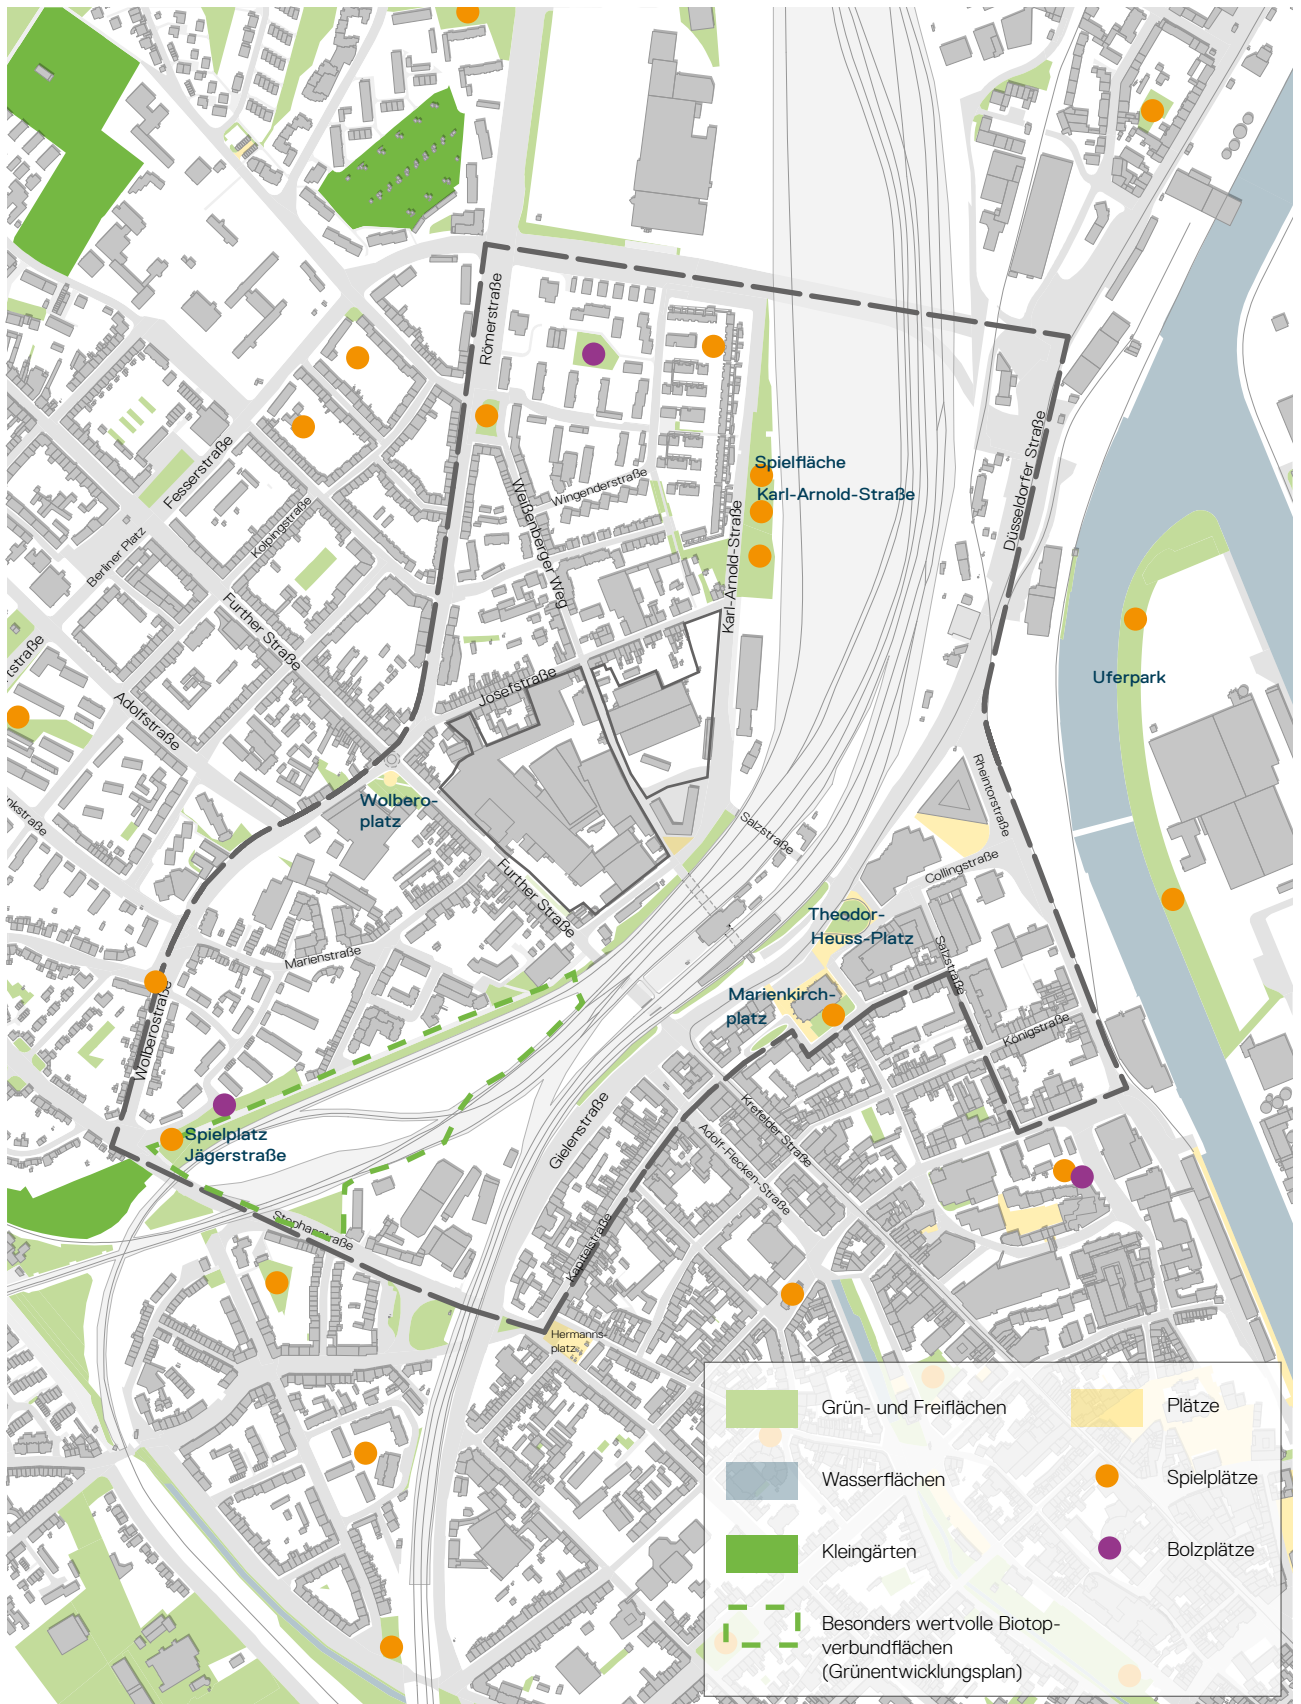 Römerstraße
Fesserstraße
Spielfläche
Karl-Arnold-Straße
Düsseldorfer Straße
Wingenderstraße
Weißenberger Weg
Kolpingstraße
Berliner Platz
Karl-Arnold-Straße
Further Straße
tstraße
Uferpark
Josefstraße
Adolfstraße
Rheintorstraße
Wolbero-
platz
nkstraße
Salzstraße
Collingstraße
Further Straße
Theodor-
Heuss-Platz
Marienstraße
Salzstraße
Marienkirch-
platz
Wolberostraße
Königstraße
Gielenstraße
Krefelder Straße
Adolf-Flecken-Straße
Spielplatz
Jägerstraße
Stephanstraße
Kapitelstraße
Hermanns-
platz
Grün- und Freiflächen
Plätze
Wasserflächen
Spielplätze
Kleingärten
Bolzplätze
Besonders wertvolle Biotop-
verbundflächen
(Grünentwicklungsplan)